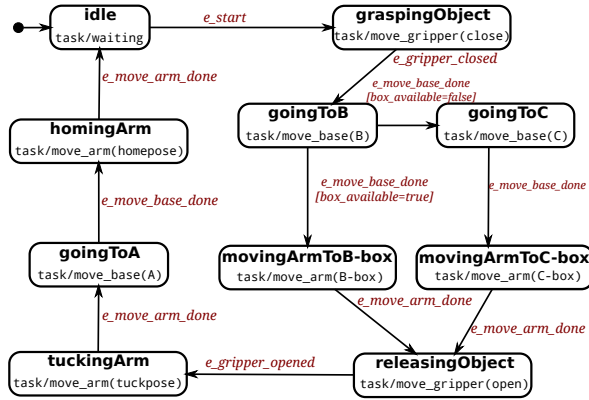 idle
task/waiting
e_start
graspingObject
task/move_gripper(close)
e_gripper_closed
e_move_arm_done
e_move_base_done
[box_available=false]
homingArm
task/move_arm(homepose)
goingToB
task/move_base(B)
goingToC
task/move_base(C)
e_move_base_done
e_move_base_done
[box_available=true]
e_move_base_done
goingToA
task/move_base(A)
movingArmToB-box
task/move_arm(B-box)
movingArmToC-box
task/move_arm(C-box)
e_move_arm_done
e_move_arm_done
e_move_arm_done
tuckingArm
task/move_arm(tuckpose)
e_gripper_opened
releasingObject
task/move_gripper(open)